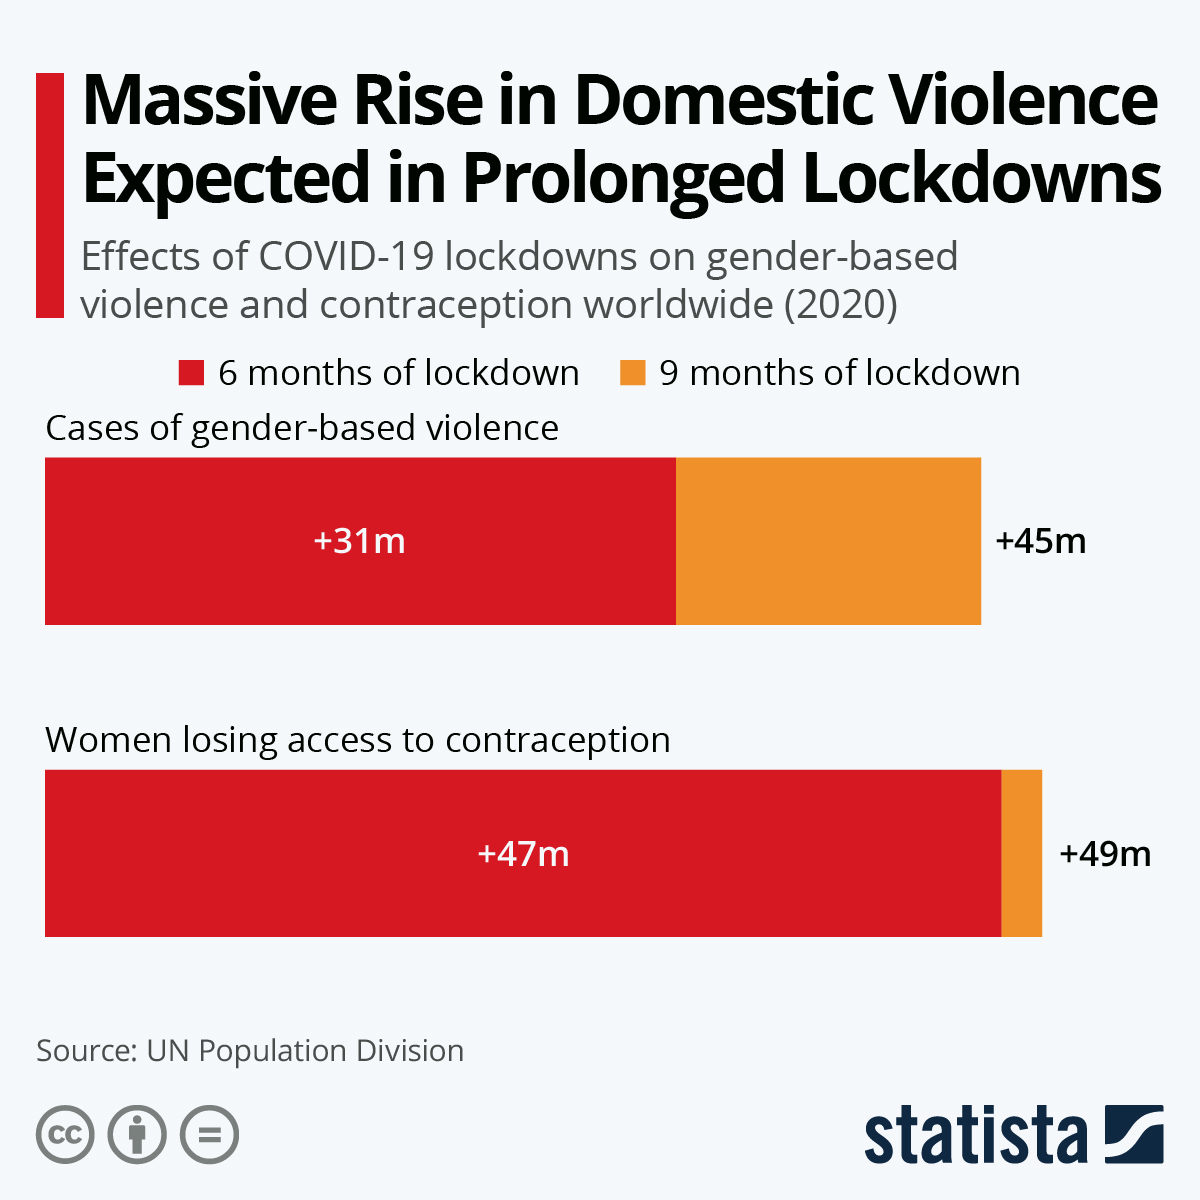 Massive Rise in Domestic Violence
Expected in Prolonged Lockdowns
Effects of COVID-19 lockdowns on gender-based
violence and contraception worldwide (2020)
6 months of lockdown 9 months of lockdown
Cases of gender-based violence
+31m +45m
Women losing access to contraception
+47m +49m
Source: UN Population Division
cc = statista